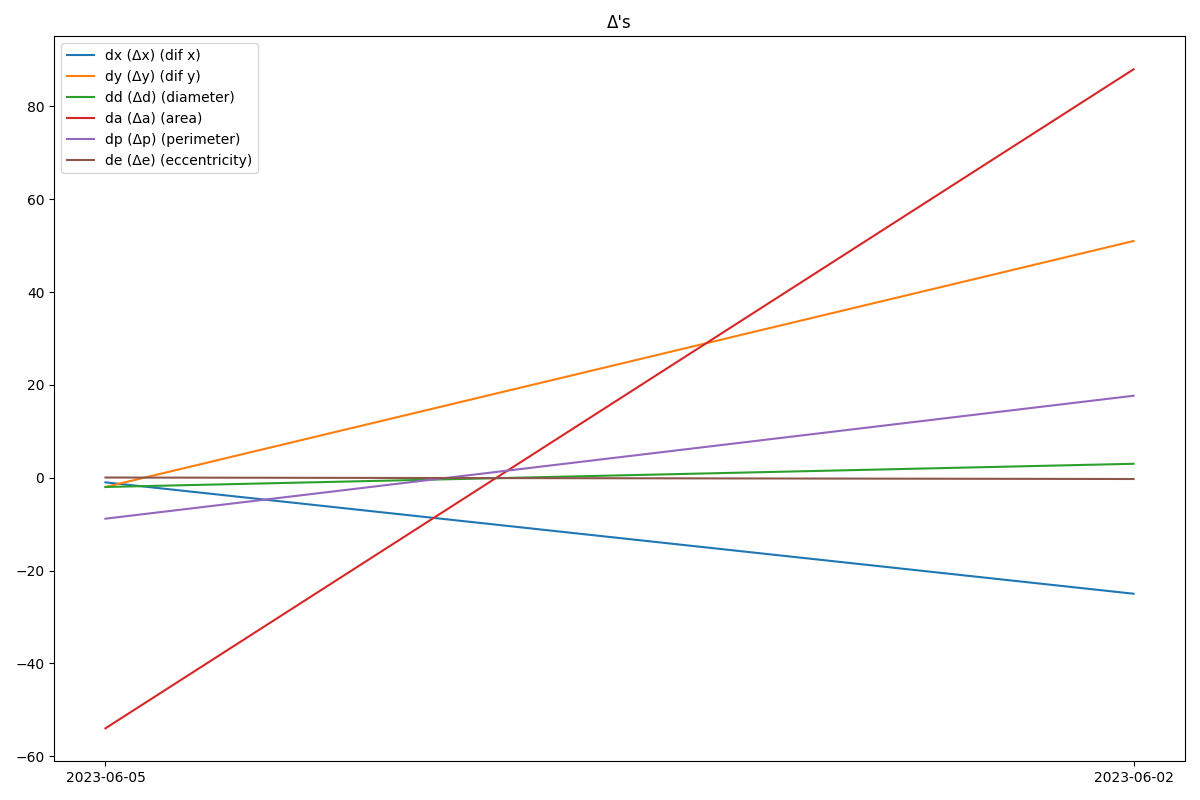 Δ's
dx (Δx) (dif x)
dy (Δy) (dif y)
dd (Δd) (diameter)
da (Δa) (area)
dp (Δp) (perimeter)
de (Δe) (eccentricity)
80
60
40
20
0
−20
−40
−60
2023-06-05 2023-06-02